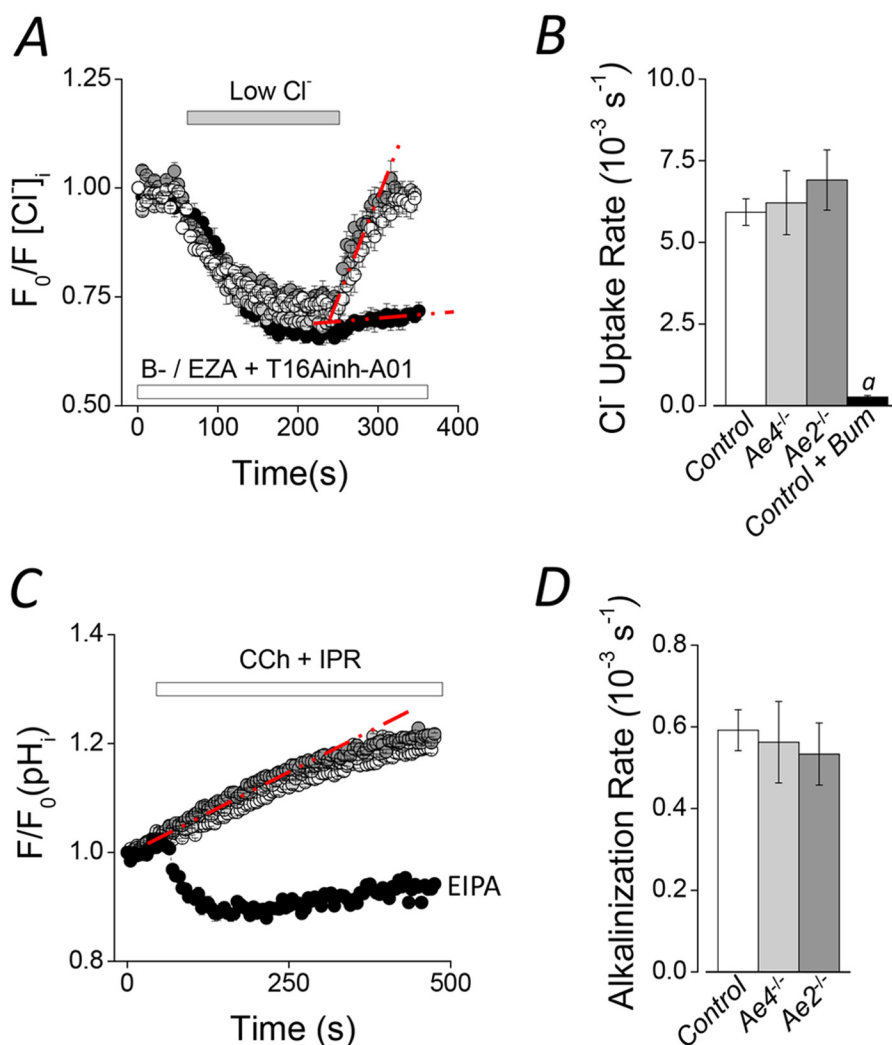 A
Low Cl⁻
F₀/F [Cl⁻]ᵢ
1.25
1.00
0.75
0.50
B- / EZA + T16Ainh-A01
0 100 200 300 400
Time(s)
B
Cl⁻ Uptake Rate (10⁻³ s⁻¹)
10.0
7.5
5.0
2.5
0.0
a
Control
Ae4⁻/⁻
Ae2⁻/⁻
Control + Bum
C
CCh + IPR
F/F₀(pHᵢ)
1.4
1.2
1.0
0.8
EIPA
0 250 500
Time (s)
D
Alkalinization Rate (10⁻³ s⁻¹)
0.8
0.6
0.4
0.2
0.0
Control
Ae4⁻/⁻
Ae2⁻/⁻